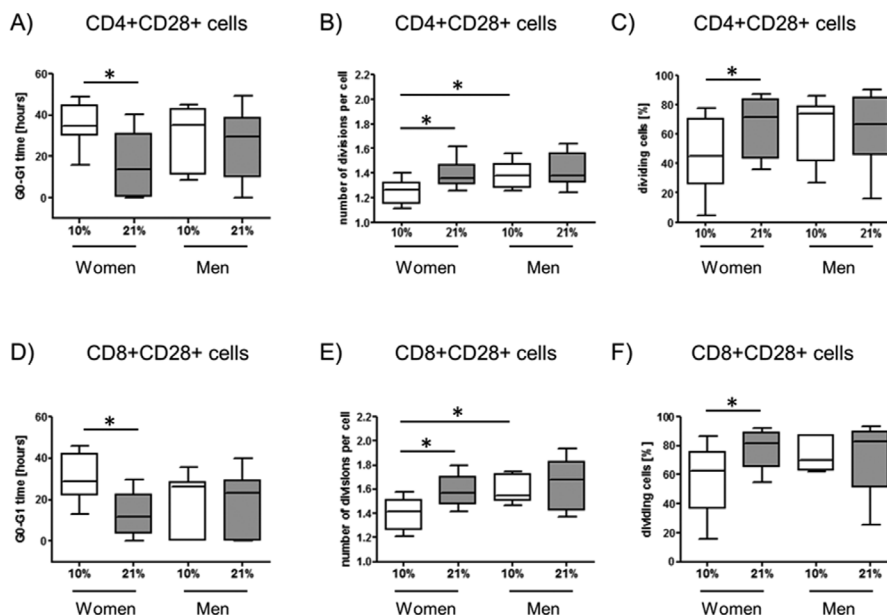 A) CD4+CD28+ cells
B) CD4+CD28+ cells
C) CD4+CD28+ cells
G0-G1 time [hours]
60
40
20
0
*
10% 21% 10% 21%
Women Men
number of divisions per cell
2.2
2.0
1.8
1.6
1.4
1.2
1.0
*
*
10% 21% 10% 21%
Women Men
dividing cells [%]
100
80
60
40
20
0
*
10% 21% 10% 21%
Women Men
D) CD8+CD28+ cells
E) CD8+CD28+ cells
F) CD8+CD28+ cells
G0-G1 time [hours]
60
40
20
0
*
10% 21% 10% 21%
Women Men
number of divisions per cell
2.2
2.0
1.8
1.6
1.4
1.2
1.0
*
*
10% 21% 10% 21%
Women Men
dividing cells [%]
100
80
60
40
20
0
*
10% 21% 10% 21%
Women Men